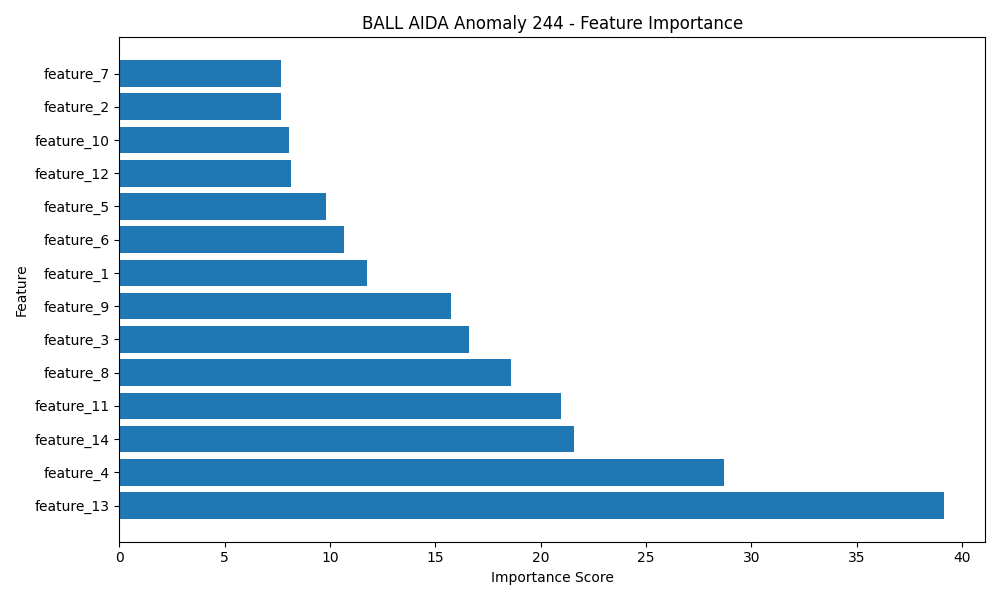 BALL AIDA Anomaly 244 - Feature Importance
feature_7
feature_2
feature_10
feature_12
feature_5
feature_6
feature_1
feature_9
feature_3
feature_8
feature_11
feature_14
feature_4
feature_13
Feature
0 5 10 15 20 25 30 35 40
Importance Score